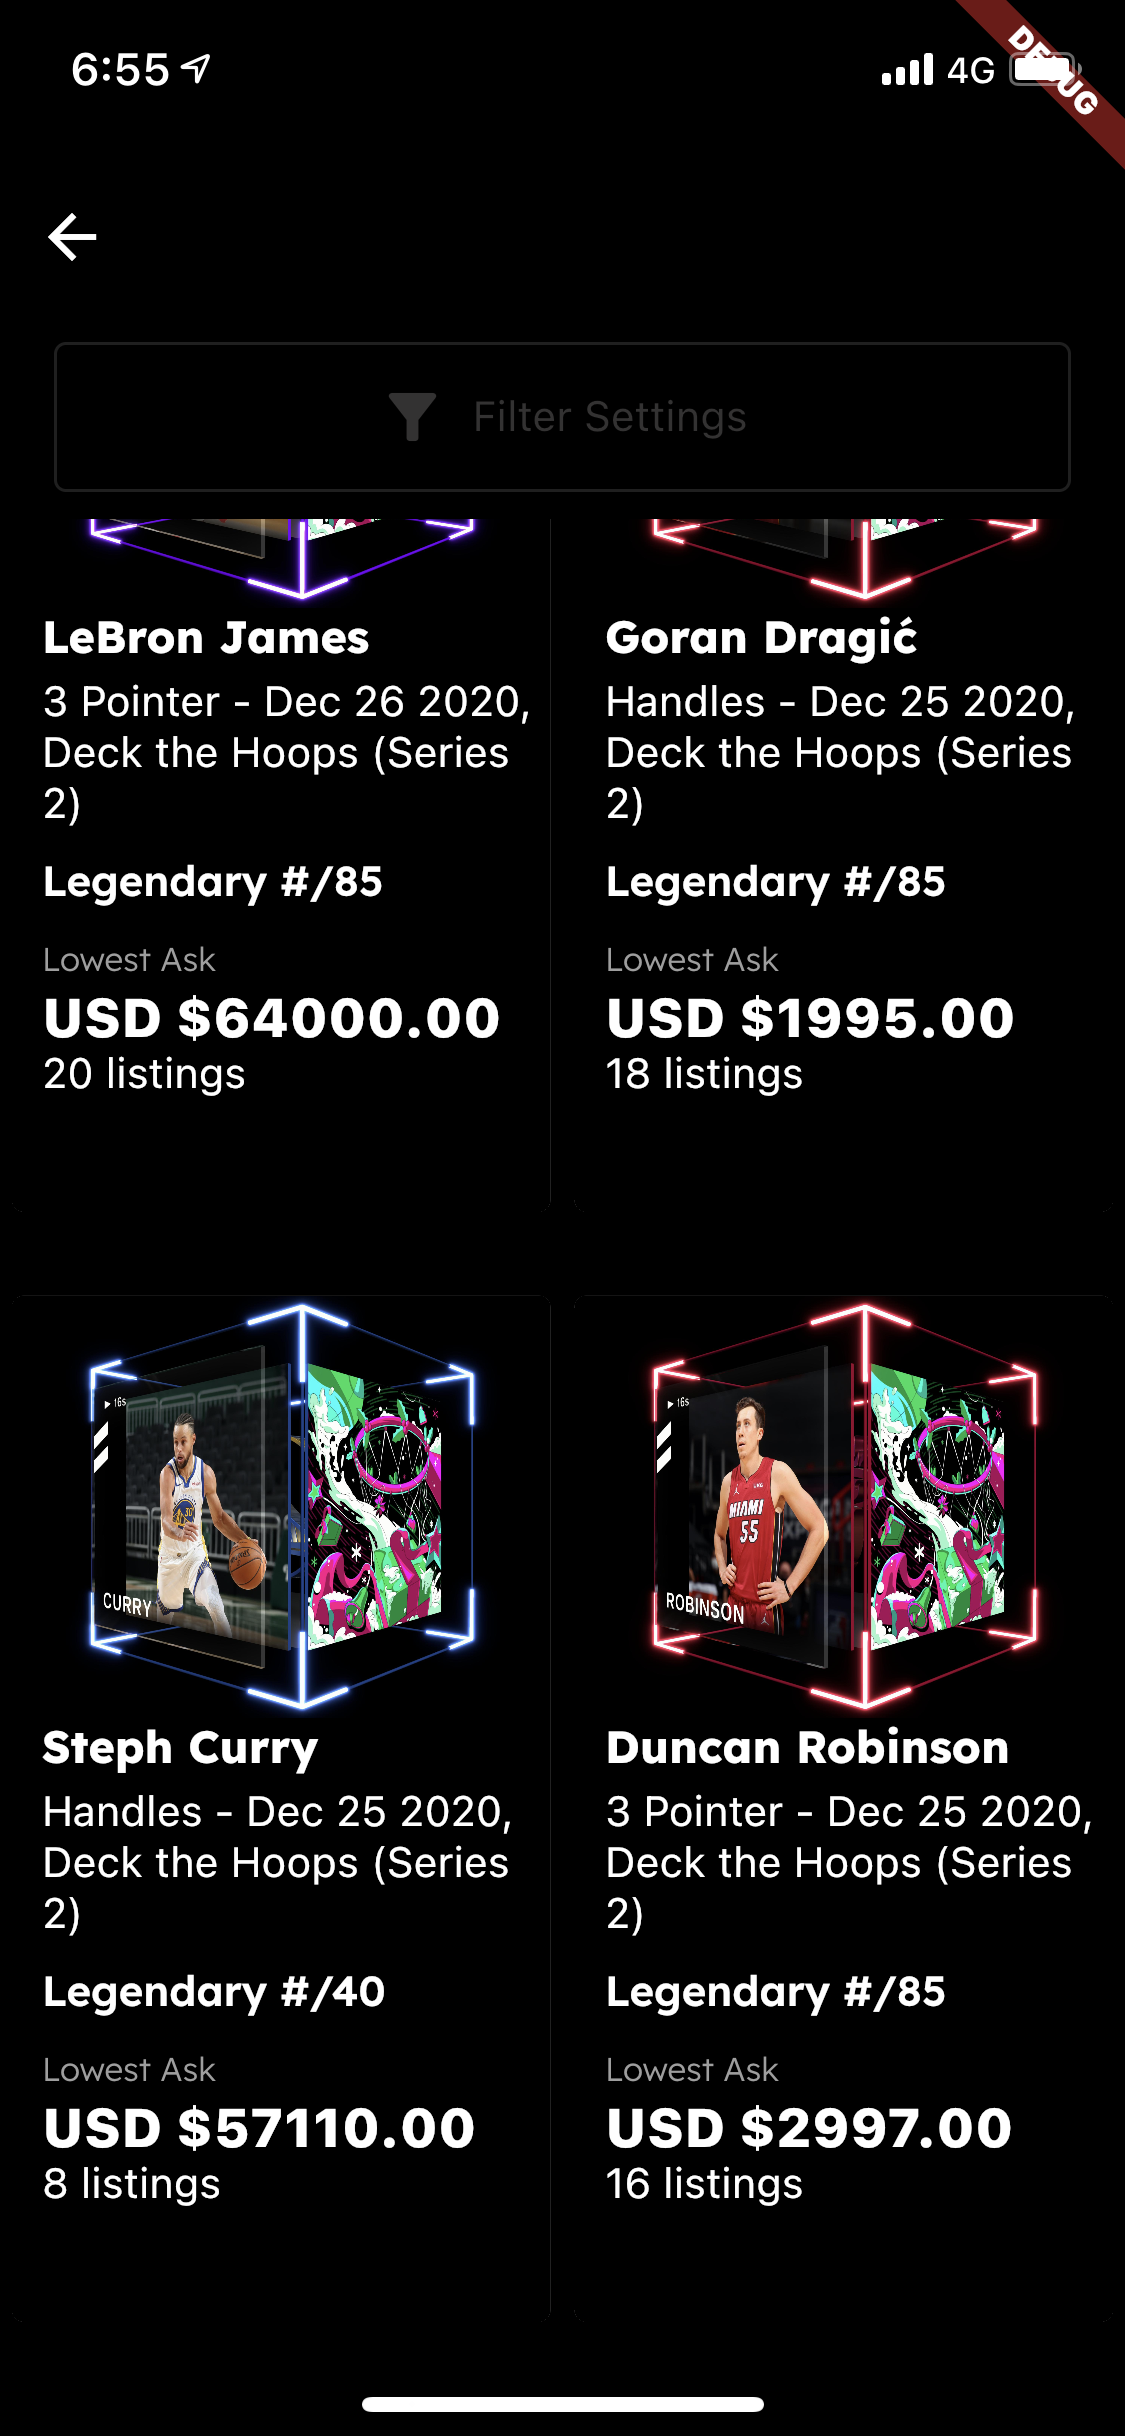 6:55
4G
DEBUG
Filter Settings
LeBron James
3 Pointer - Dec 26 2020,
Deck the Hoops (Series
2)
Legendary #/85
Lowest Ask
USD $64000.00
20 listings
Goran Dragić
Handles - Dec 25 2020,
Deck the Hoops (Series
2)
Legendary #/85
Lowest Ask
USD $1995.00
18 listings
16s
30
CURRY
Steph Curry
Handles - Dec 25 2020,
Deck the Hoops (Series
2)
Legendary #/40
Lowest Ask
USD $57110.00
8 listings
16s
MIAMI
55
ROBINSON
Duncan Robinson
3 Pointer - Dec 25 2020,
Deck the Hoops (Series
2)
Legendary #/85
Lowest Ask
USD $2997.00
16 listings